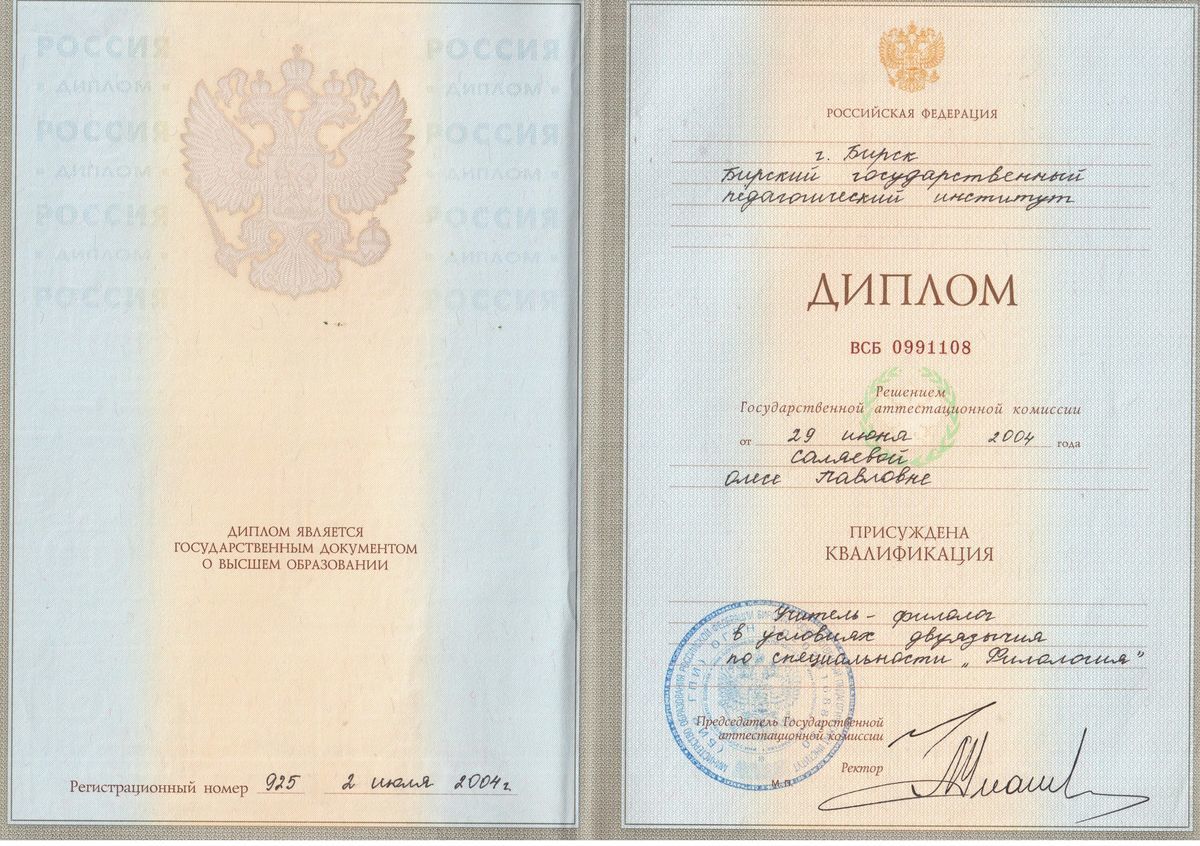 РОССИЯ РОССИЯ
• ДИПЛОМ • • ДИПЛОМ •
РОССИЯ РОССИЯ
• ДИПЛОМ • • ДИПЛОМ •
РОССИЯ РОССИЯ
• ДИПЛОМ • • ДИПЛОМ •
РОССИЯ РОССИЯ
ДИПЛОМ ЯВЛЯЕТСЯ
ГОСУДАРСТВЕННЫМ ДОКУМЕНТОМ
О ВЫСШЕМ ОБРАЗОВАНИИ
Регистрационный номер 925 2 июля 2004г
РОССИЙСКАЯ ФЕДЕРАЦИЯ
г. Бирск
Бирский государственный
педагогический институт
ДИПЛОМ
ВСБ 0991108
Решением
Государственной аттестационной комиссии
от 29 июня 2004 года
Саляевой
Олесе Павловне
ПРИСУЖДЕНА
КВАЛИФИКАЦИЯ
Учитель-филолог
в условиях двуязычия
по специальности „Филология"
Председатель Государственной
аттестационной комиссии
Ректор
М.П.